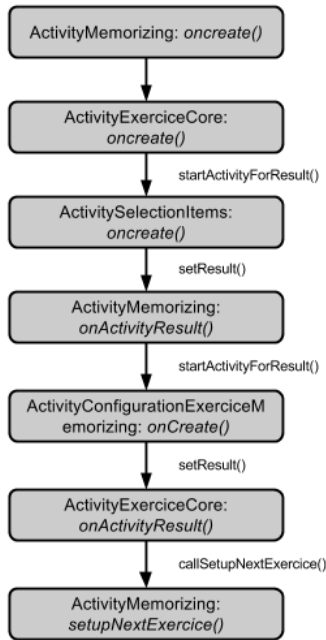 ActivityMemorizing: oncreate()
ActivityExerciceCore:
oncreate()
startActivityForResult()
ActivitySelectionItems:
oncreate()
setResult()
ActivityMemorizing:
onActivityResult()
startActivityForResult()
ActivityConfigurationExerciceM
emorizing: onCreate()
setResult()
ActivityExerciceCore:
onActivityResult()
callSetupNextExercice()
ActivityMemorizing:
setupNextExercice()